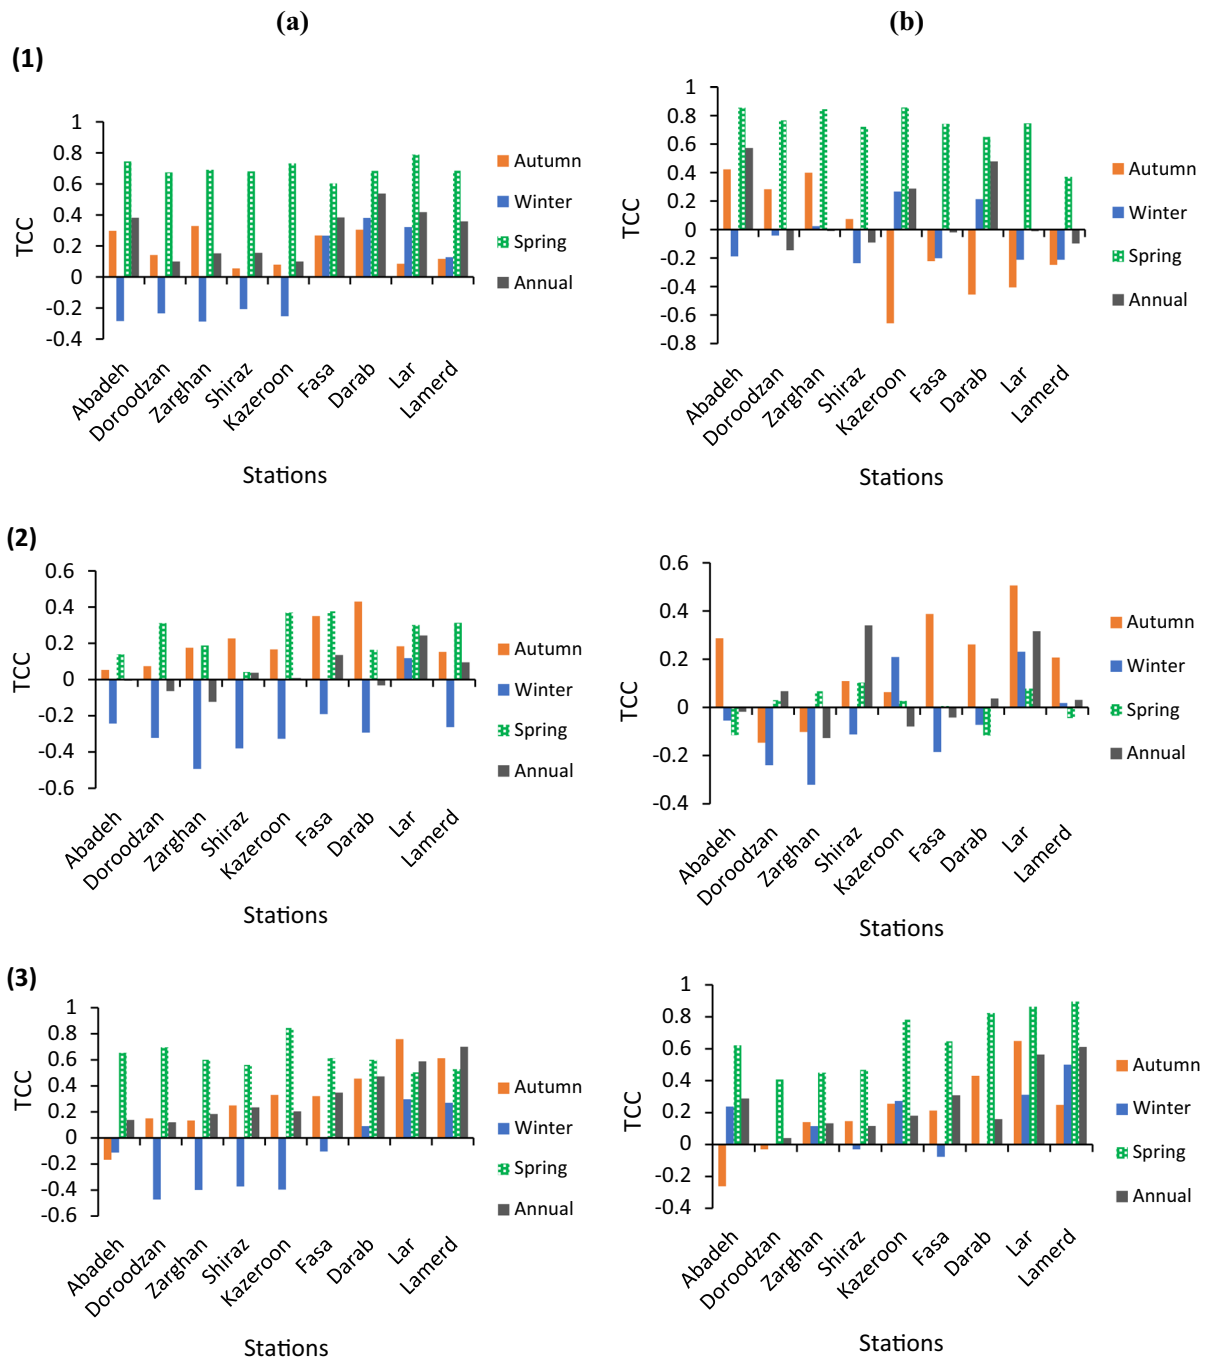 (a)
(b)
(1)
1
0.8
0.6
0.4
0.2
0
-0.2
-0.4
TCC
Abadeh
Doroodzan
Zarghan
Shiraz
Kazeroon
Fasa
Darab
Lar
Lamerd
Stations
Autumn
Winter
Spring
Annual
1
0.8
0.6
0.4
0.2
0
-0.2
-0.4
-0.6
-0.8
TCC
Abadeh
Doroodzan
Zarghan
Shiraz
Kazeroon
Fasa
Darab
Lar
Lamerd
Stations
Autumn
Winter
Spring
Annual
(2)
0.6
0.4
0.2
0
-0.2
-0.4
-0.6
TCC
Abadeh
Doroodzan
Zarghan
Shiraz
Kazeroon
Fasa
Darab
Lar
Lamerd
Stations
Autumn
Winter
Spring
Annual
0.6
0.4
0.2
0
-0.2
-0.4
TCC
Abadeh
Doroodzan
Zarghan
Shiraz
Kazeroon
Fasa
Darab
Lar
Lamerd
Stations
Autumn
Winter
Spring
Annual
(3)
1
0.8
0.6
0.4
0.2
0
-0.2
-0.4
-0.6
TCC
Abadeh
Doroodzan
Zarghan
Shiraz
Kazeroon
Fasa
Darab
Lar
Lamerd
Stations
Autumn
Winter
Spring
Annual
1
0.8
0.6
0.4
0.2
0
-0.2
-0.4
TCC
Abadeh
Doroodzan
Zarghan
Shiraz
Kazeroon
Fasa
Darab
Lar
Lamerd
Stations
Autumn
Winter
Spring
Annual